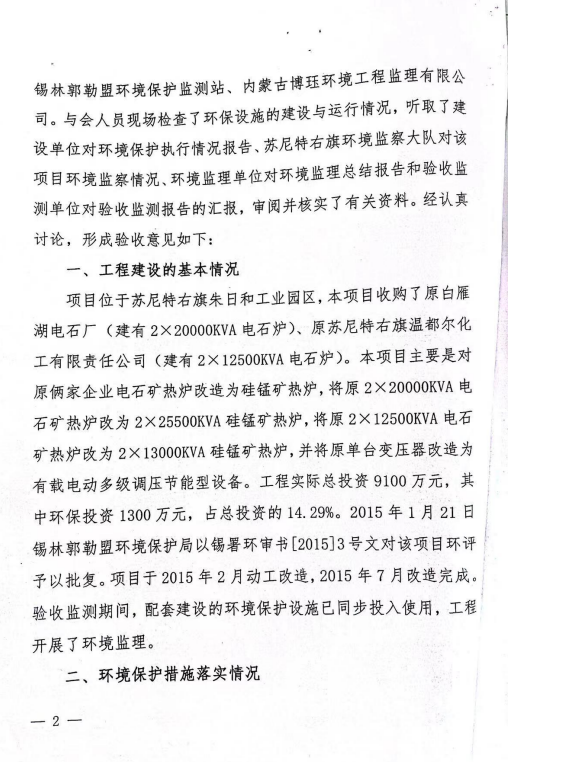 锡林郭勒盟环境保护监测站、内蒙古博珏环境工程监理有限公
司。与会人员现场检查了环保设施的建设与运行情况，听取了建
设单位对环境保护执行情况报告、苏尼特右旗环境监察大队对该
项目环境监察情况、环境监理单位对环境监理总结报告和验收监
测单位对验收监测报告的汇报，审阅并核实了有关资料。经认真
讨论，形成验收意见如下：
一、工程建设的基本情况
项目位于苏尼特右旗朱日和工业园区，本项目收购了原白雁
湖电石厂（建有2×20000KVA电石炉）、原苏尼特右旗温都尔化
工有限责任公司（建有2×12500KVA电石炉）。本项目主要是对
原俩家企业电石矿热炉改造为硅锰矿热炉，将原2×20000KVA电
石矿热炉改为2×25500KVA硅锰矿热炉，将原2×12500KVA电石
矿热炉改为2×13000KVA硅锰矿热炉，并将原单台变压器改造为
有载电动多级调压节能型设备。工程实际总投资9100万元，其
中环保投资1300万元，占总投资的14.29%。2015年1月21日
锡林郭勒盟环境保护局以锡署环审书[2015]3号文对该项目环评
予以批复。项目于2015年2月动工改造，2015年7月改造完成。
验收监测期间，配套建设的环境保护设施已同步投入使用，工程
开展了环境监理。
二、环境保护措施落实情况
— 2 —